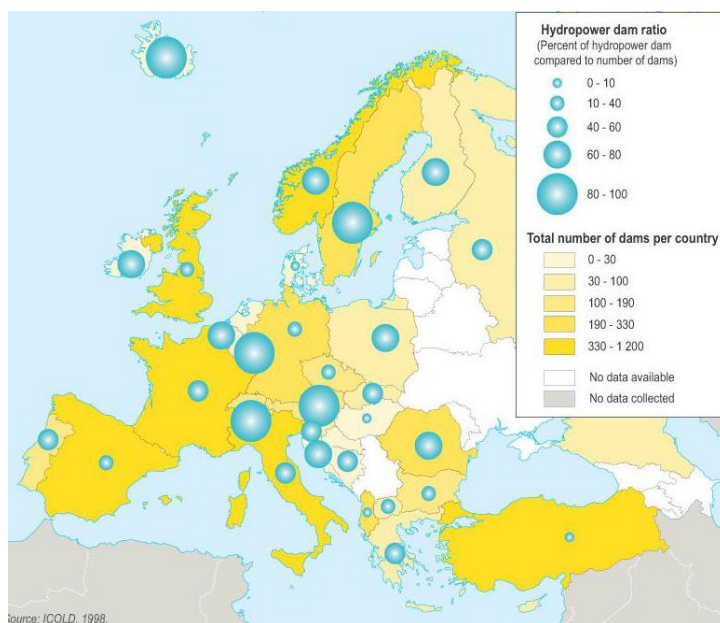 Hydropower dam ratio
(Percent of hydropower dam
compared to number of dams)
0 - 10
10 - 40
40 - 60
60 - 80
80 - 100
Total number of dams per country
0 - 30
30 - 100
100 - 190
190 - 330
330 - 1 200
No data available
No data collected
Source: ICOLD, 1998.